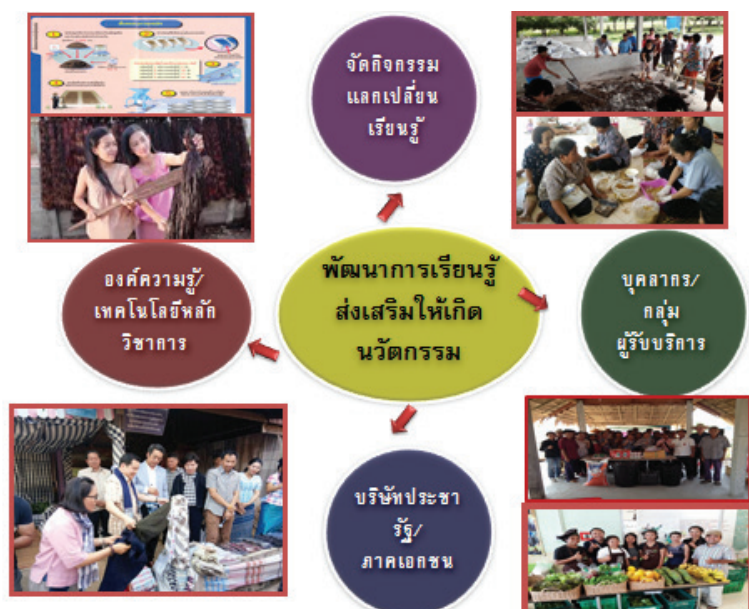 จัดกิจกรรม
แลกเปลี่ยน
เรียนรู้
องค์ความรู้/
เทคโนโลยีหลัก
วิชาการ
พัฒนาการเรียนรู้
ส่งเสริมให้เกิด
นวัตกรรม
บุคลากร/
กลุ่ม
ผู้รับบริการ
บริษัทประชา
รัฐ/
ภาคเอกชน